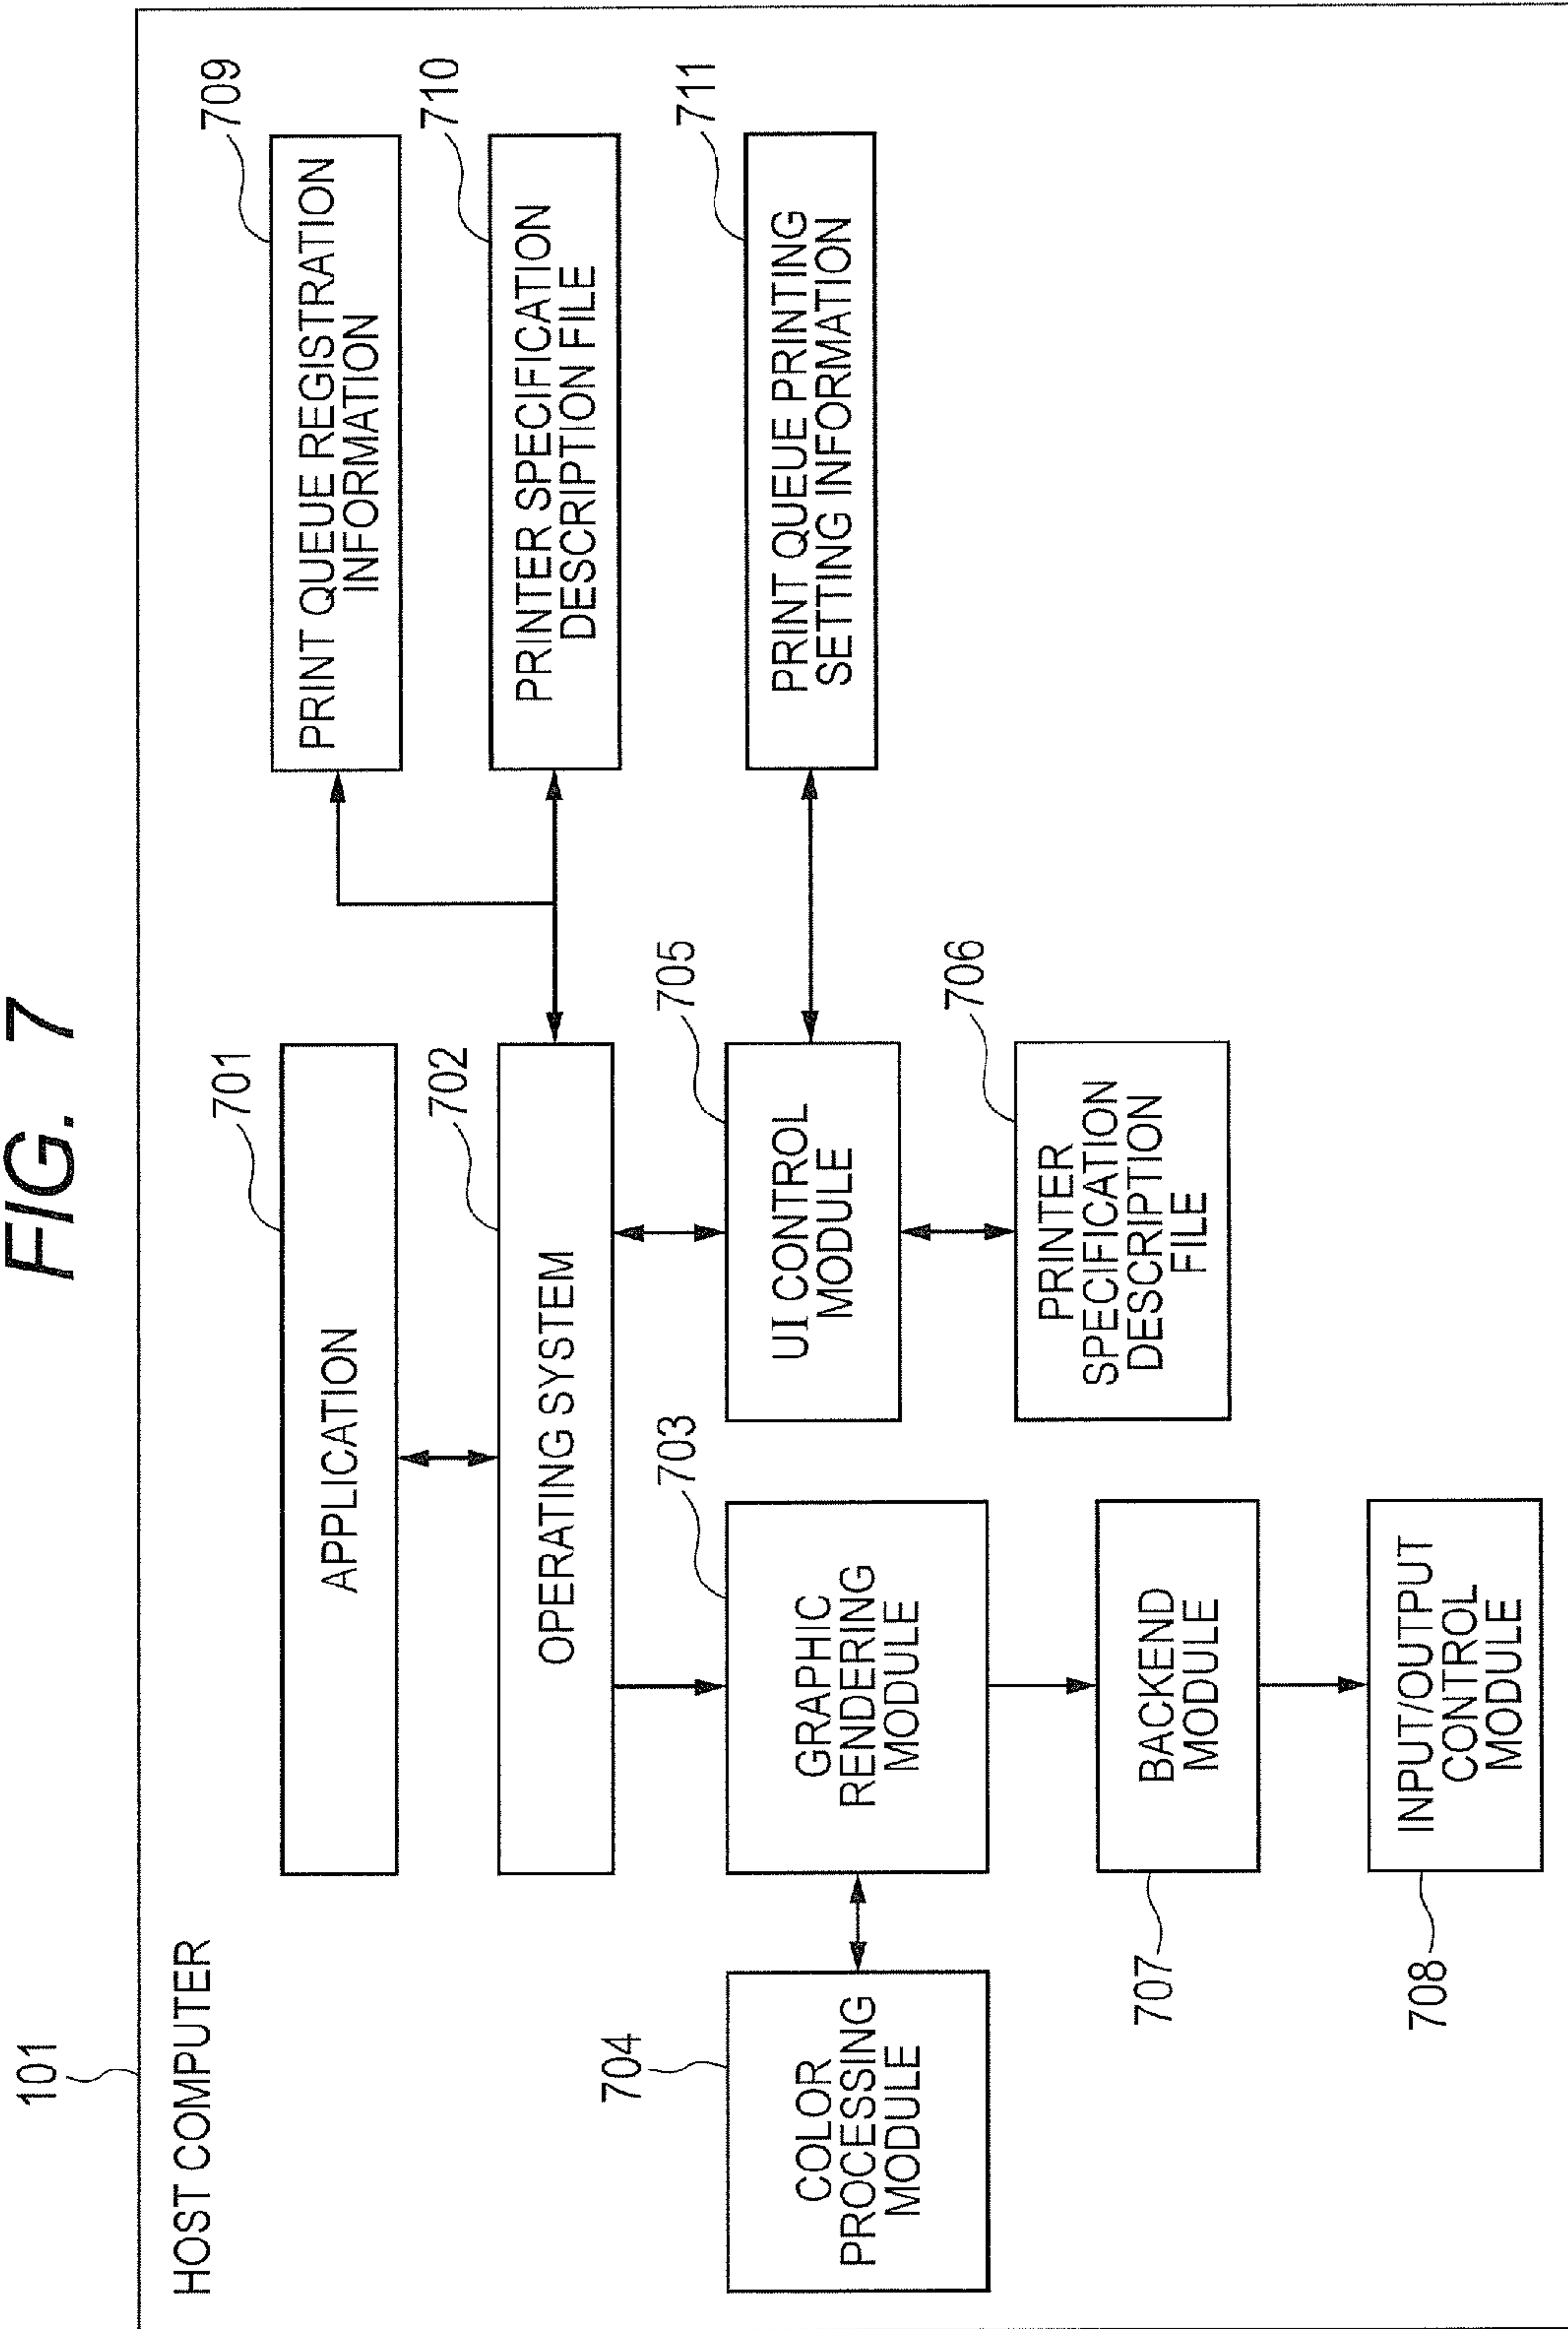 FIG. 7
101
HOST COMPUTER
701
APPLICATION
709
PRINT QUEUE REGISTRATION
INFORMATION
702
OPERATING SYSTEM
710
PRINTER SPECIFICATION
DESCRIPTION FILE
704
COLOR
PROCESSING
MODULE
703
GRAPHIC
RENDERING
MODULE
705
UI CONTROL
MODULE
711
PRINT QUEUE PRINTING
SETTING INFORMATION
706
PRINTER
SPECIFICATION
DESCRIPTION
FILE
707
BACKEND
MODULE
708
INPUT/OUTPUT
CONTROL
MODULE